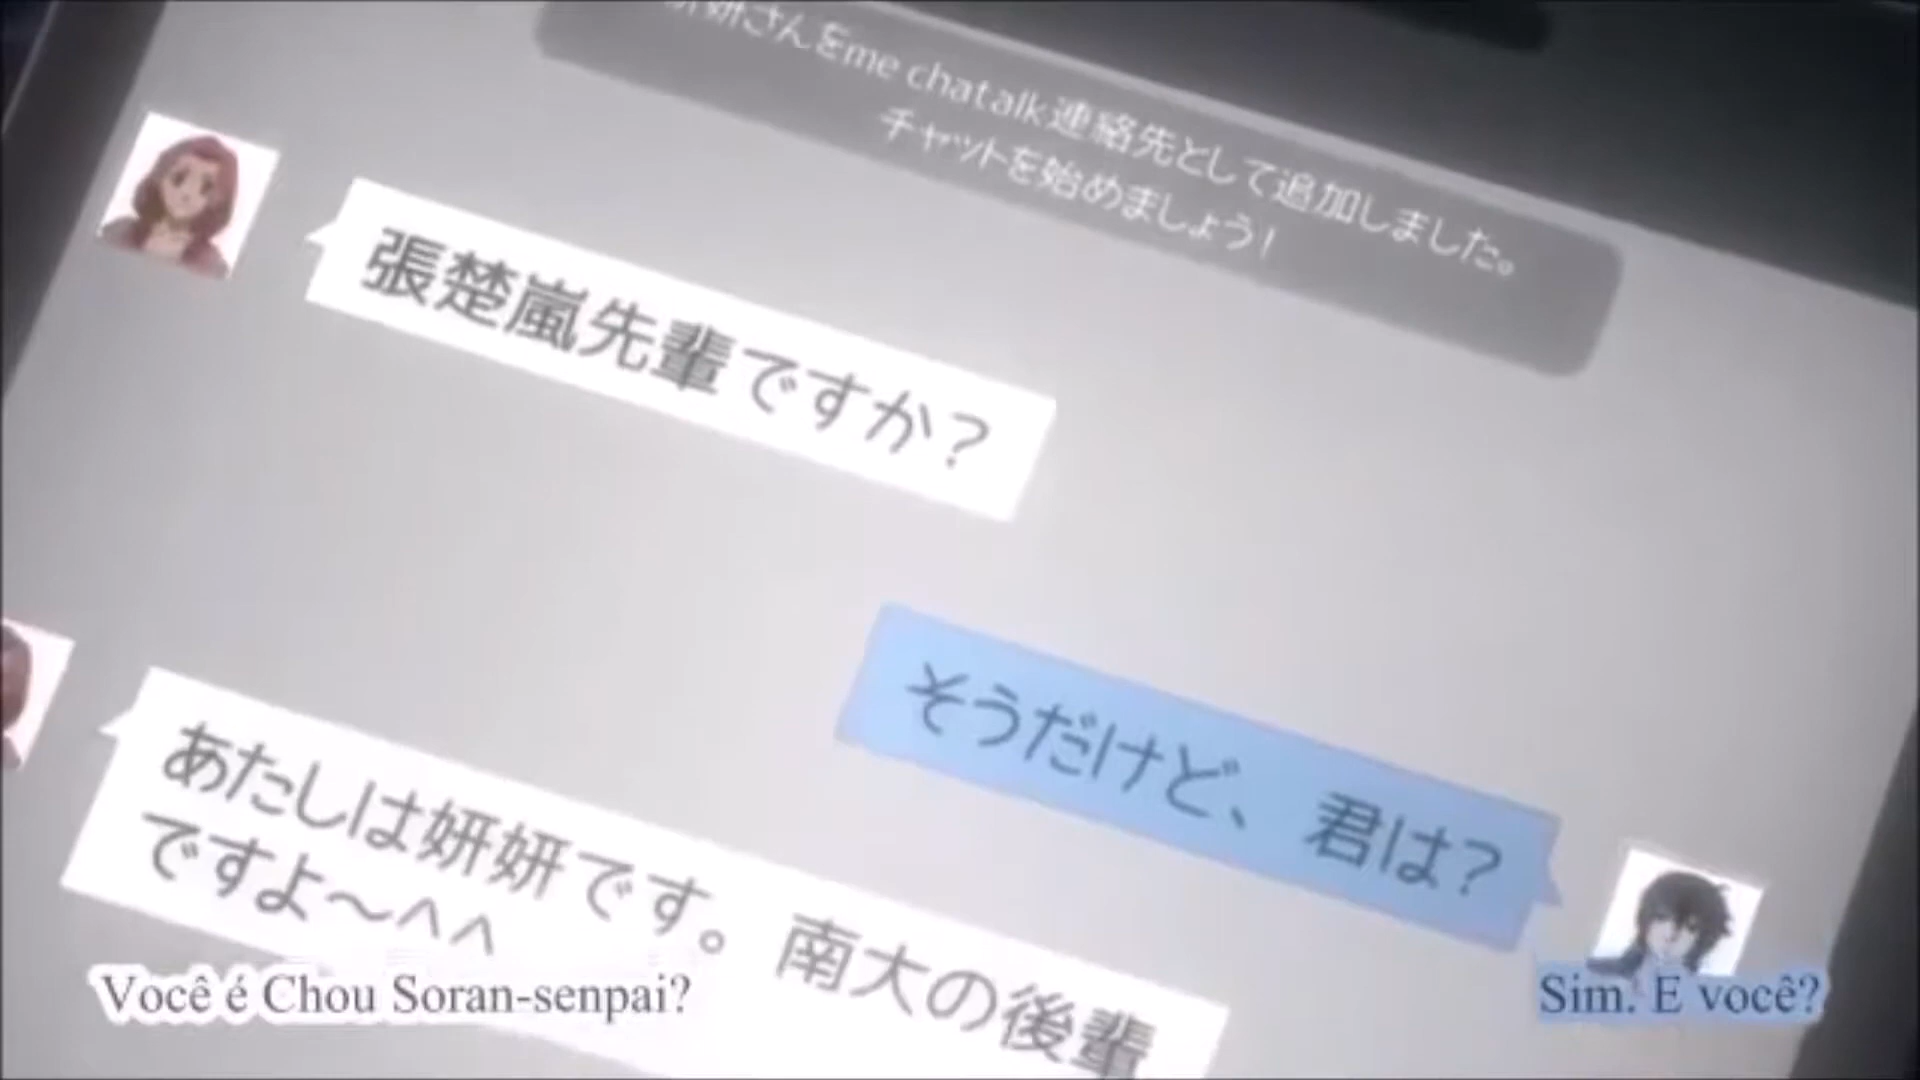 妍さんをme chatalk連絡先として追加しました。
チャットを始めましょう!
張楚嵐先輩ですか?
そうだけど、君は?
あたしは妍妍です。南大の後輩
ですよ〜^^
Você é Chou Soran-senpai?
Sim. E você?